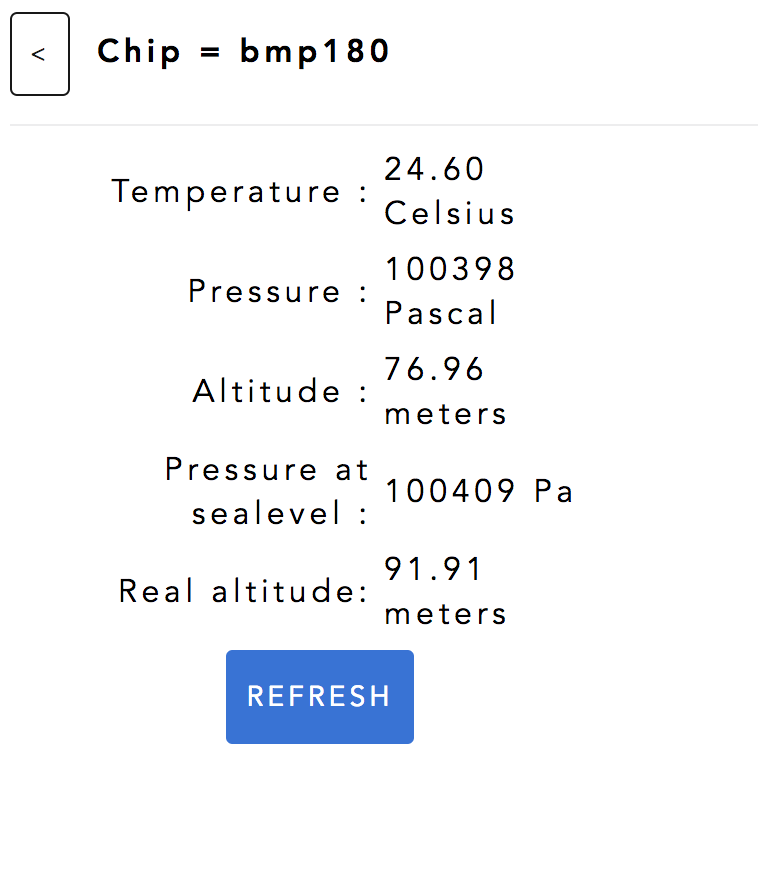 <
Chip = bmp180
Temperature :
24.60
Celsius
Pressure :
100398
Pascal
Altitude :
76.96
meters
Pressure at
sealevel :
100409 Pa
Real altitude:
91.91
meters
REFRESH